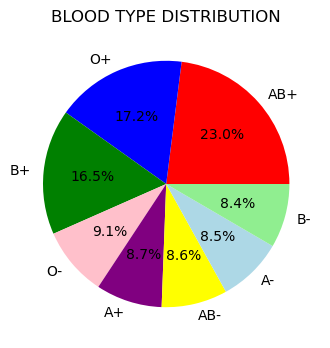 BLOOD TYPE DISTRIBUTION
O+
AB+
17.2%
23.0%
B+
16.5%
8.4%
B-
9.1%
8.5%
8.7%
8.6%
O-
A-
A+
AB-